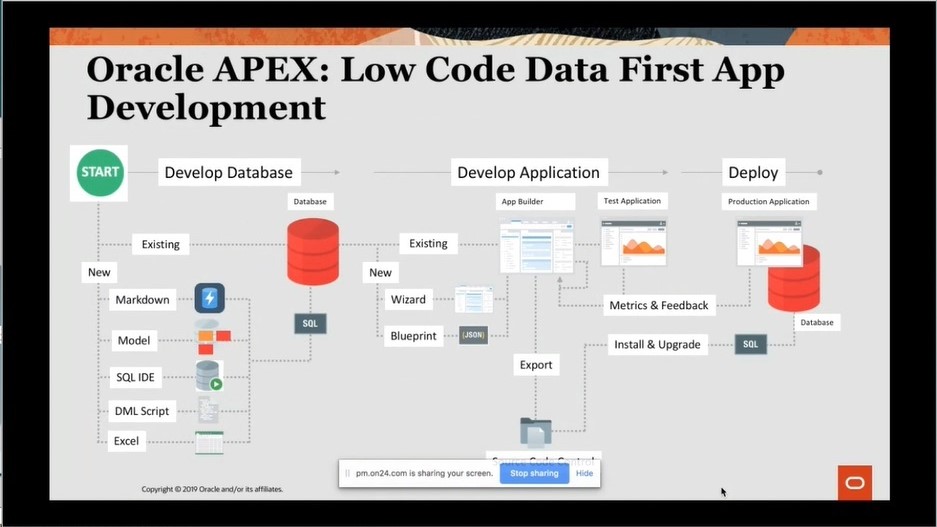 Oracle APEX: Low Code Data First App
Development
START
Develop Database
Develop Application
Deploy
Database
App Builder
Test Application
Production Application
Existing
Existing
New
New
Markdown
Wizard
Metrics & Feedback
SQL
Database
Model
Blueprint
{JSON}
Install & Upgrade
SQL
SQL IDE
Export
DML Script
Excel
Source Code Control
pm.on24.com is sharing your screen.
Stop sharing
Hide
Copyright © 2019 Oracle and/or its affiliates.